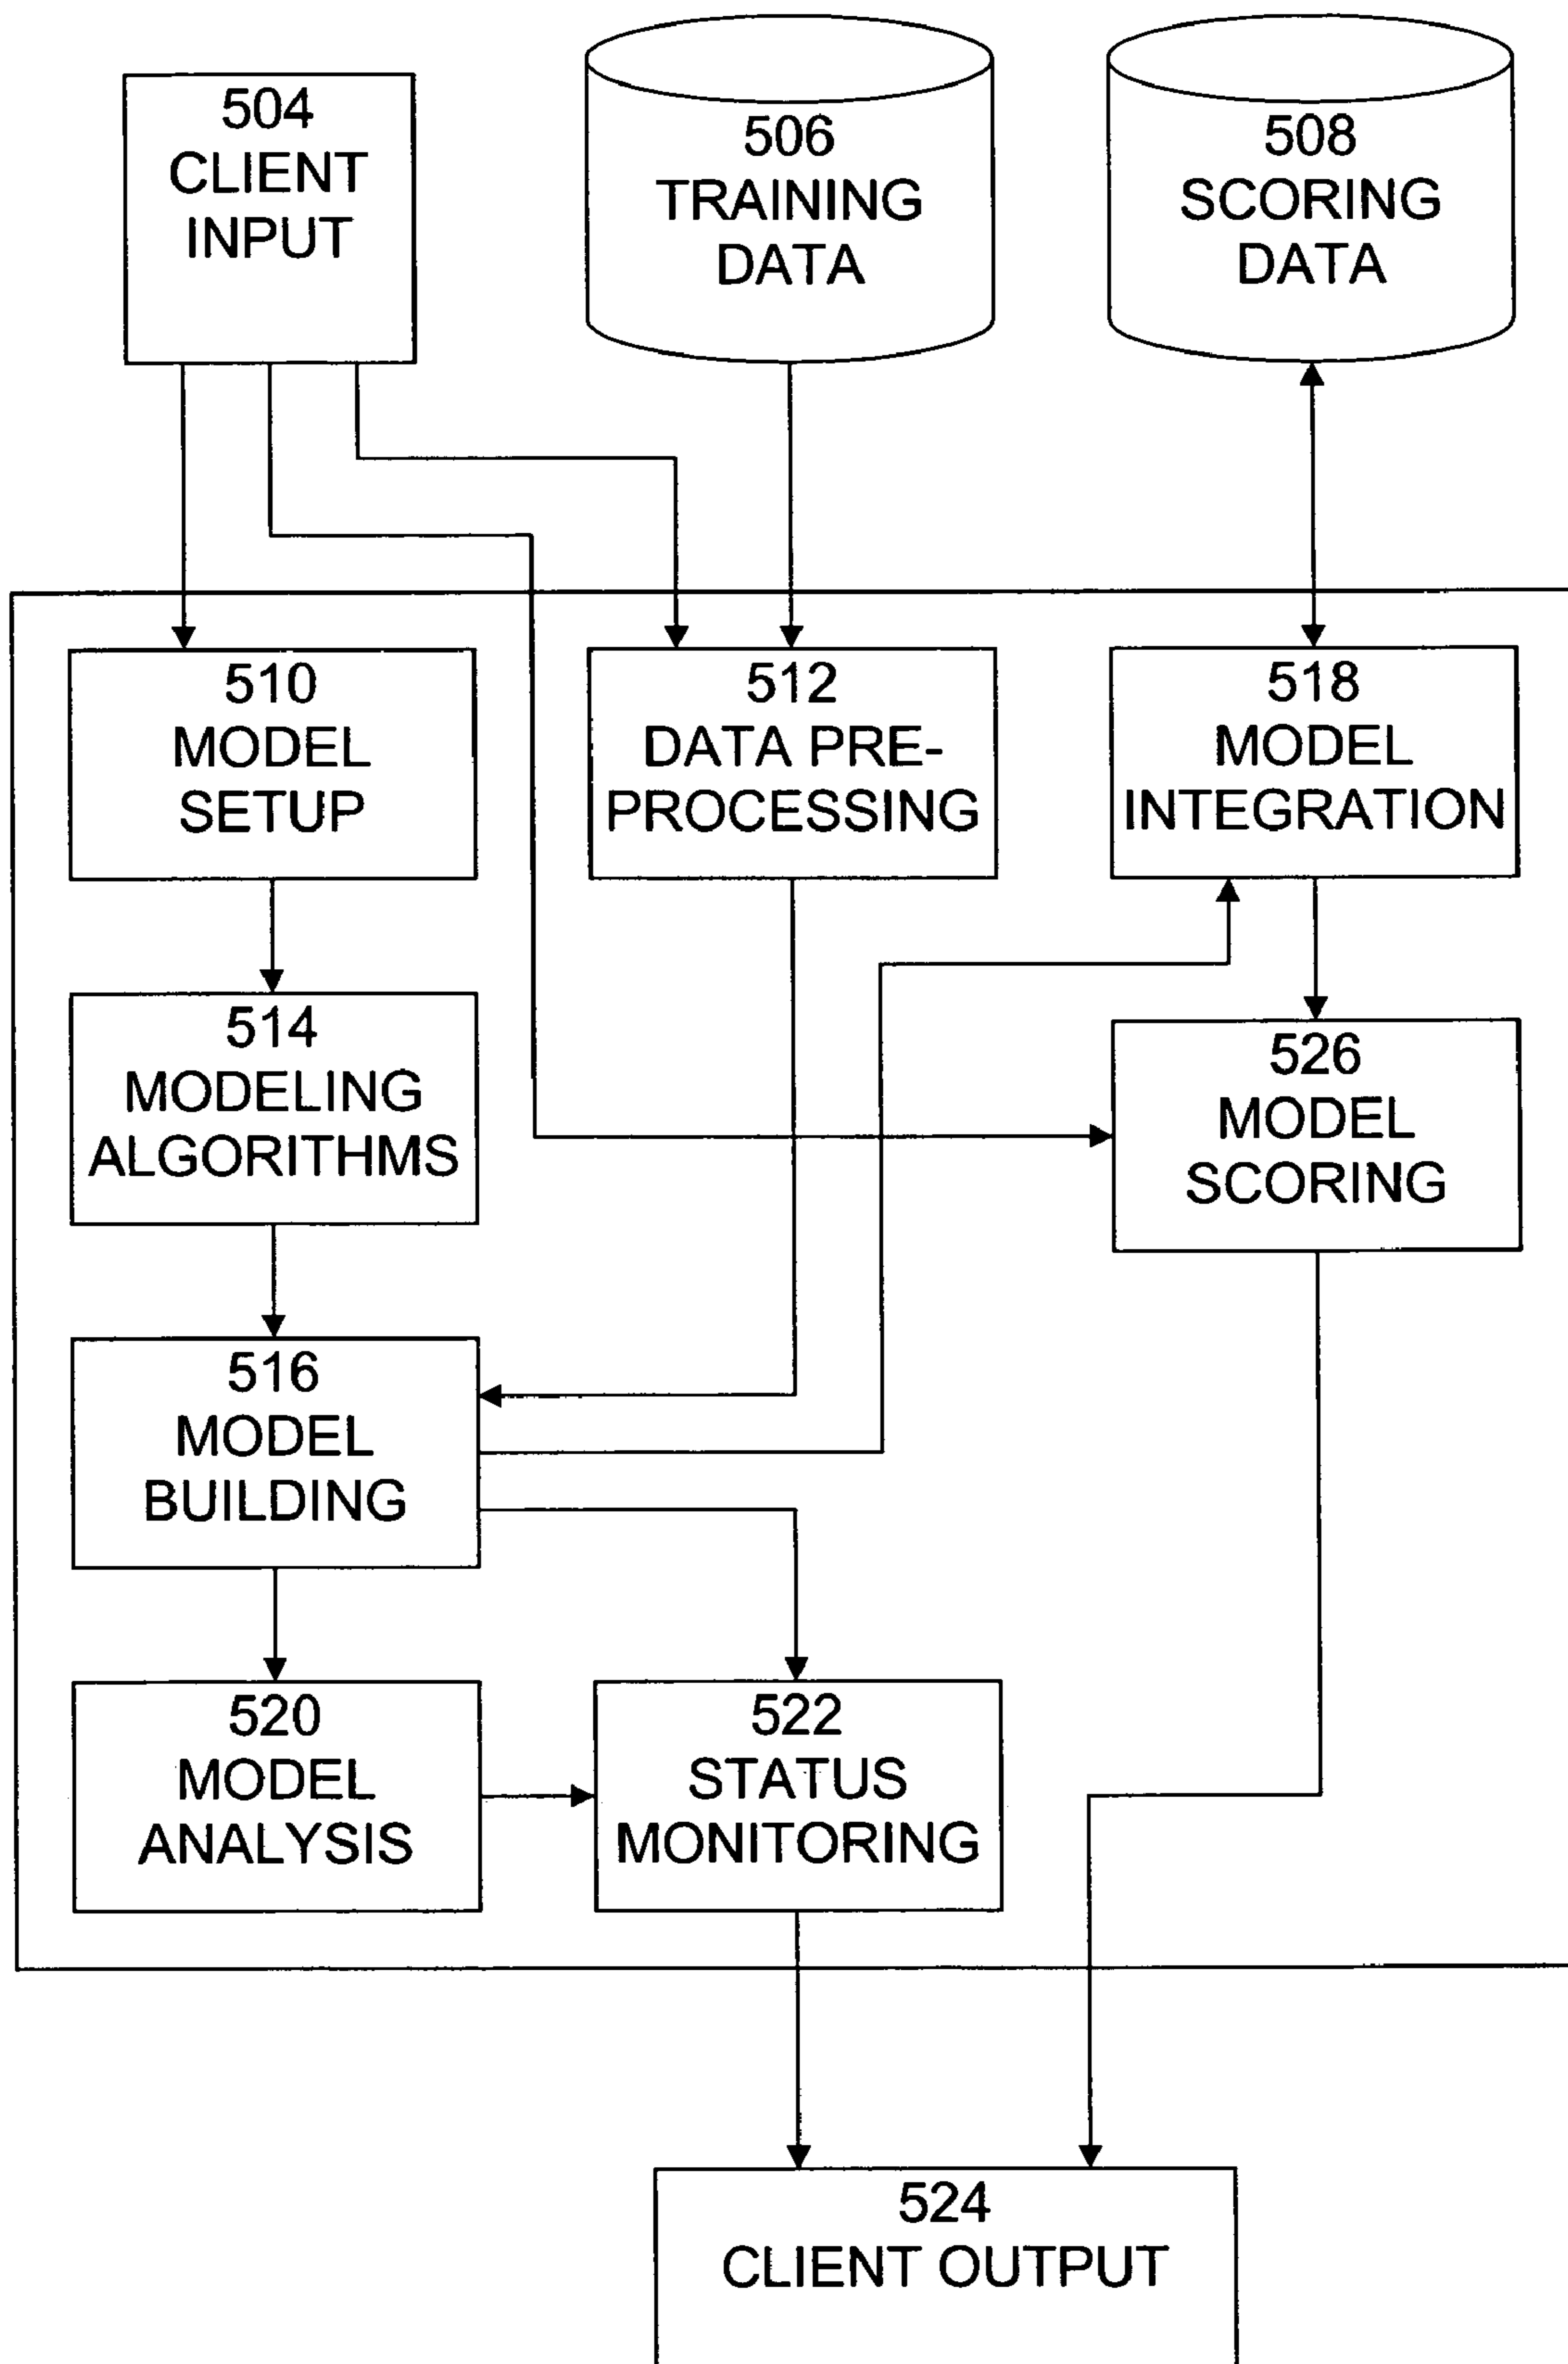 504
CLIENT
INPUT
506
TRAINING
DATA
508
SCORING
DATA
510
MODEL
SETUP
512
DATA PRE-
PROCESSING
518
MODEL
INTEGRATION
514
MODELING
ALGORITHMS
526
MODEL
SCORING
516
MODEL
BUILDING
520
MODEL
ANALYSIS
522
STATUS
MONITORING
524
CLIENT OUTPUT